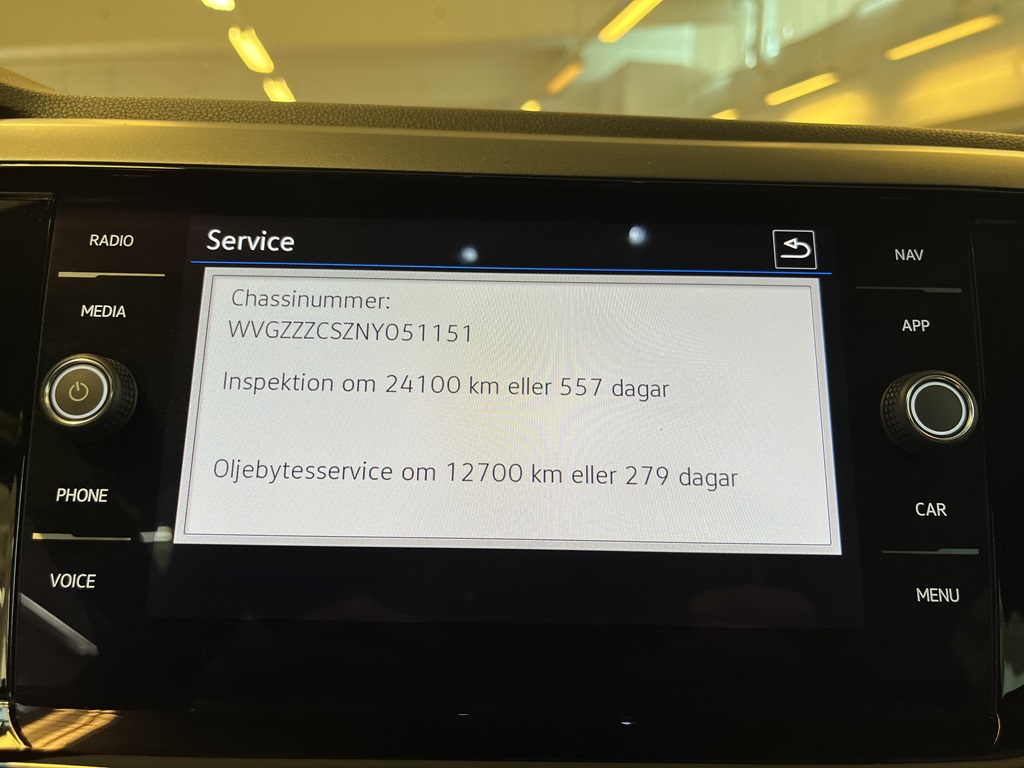 RADIO
MEDIA
PHONE
VOICE
Service
Chassinummer:
WVGZZZCSZNY051151
Inspektion om 24100 km eller 557 dagar
Oljebytesservice om 12700 km eller 279 dagar
NAV
APP
CAR
MENU